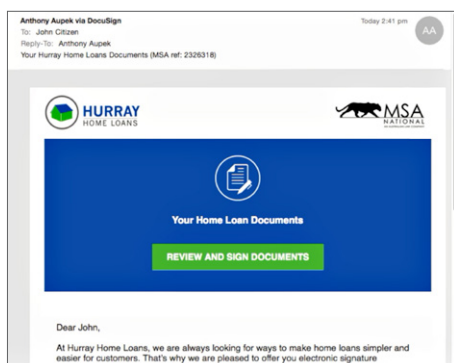 Anthony Aupek via DocuSign
Today 2:41 pm
AA
To: John Citizen
Reply-To: Anthony Aupek
Your Hurray Home Loans Documents (MSA ref: 2326318)
HURRAY
HOME LOANS
MSA
NATIONAL
Your Home Loan Documents
REVIEW AND SIGN DOCUMENTS
Dear John,
At Hurray Home Loans, we are always looking for ways to make home loans simpler and
easier for customers. That's why we are pleased to offer you electronic signature